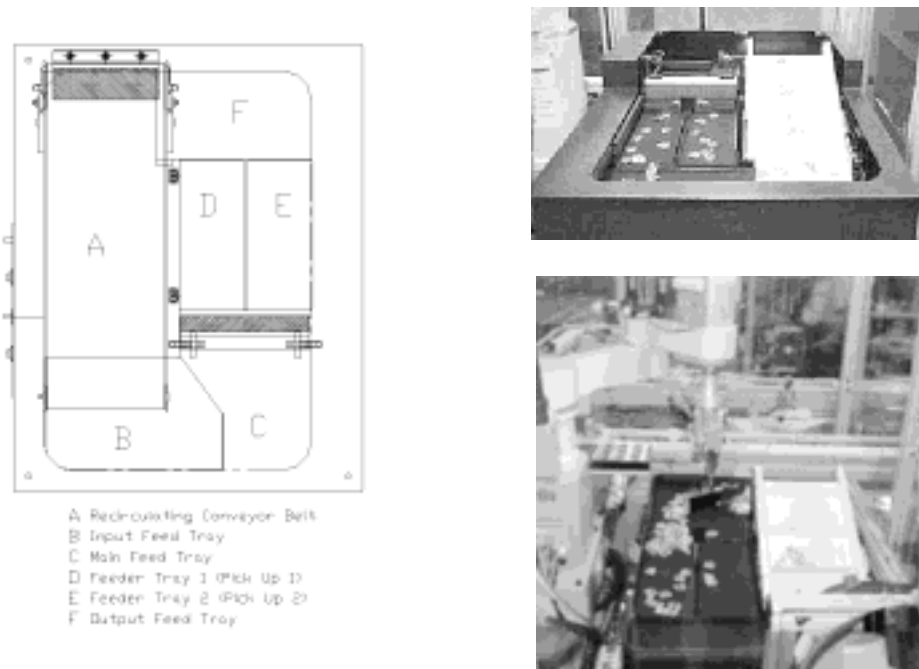 F
D
E
A
B
C
A Recirculating Conveyor Belt
B Input Feed Tray
C Main Feed Tray
D Feeder Tray 1 (Pick Up 1)
E Feeder Tray 2 (Pick Up 2)
F Output Feed Tray